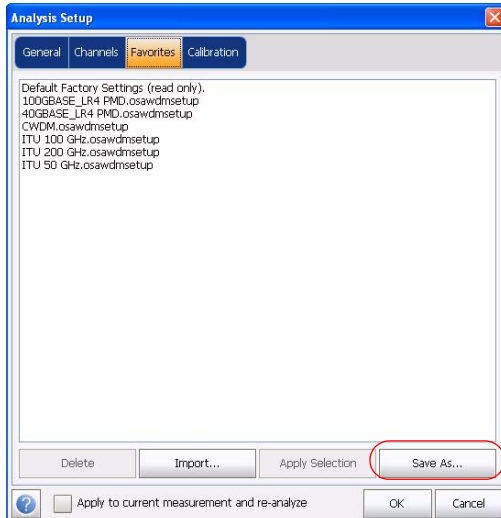 Analysis Setup
General Channels Favorites Calibration
Default Factory Settings (read only).
100GBASE_LR4 PMD.osawdmsetup
40GBASE_LR4 PMD.osawdmsetup
CWDM.osawdmsetup
ITU 100 GHz.osawdmsetup
ITU 200 GHz.osawdmsetup
ITU 50 GHz.osawdmsetup
Delete Import... Apply Selection Save As...
? Apply to current measurement and re-analyze OK Cancel